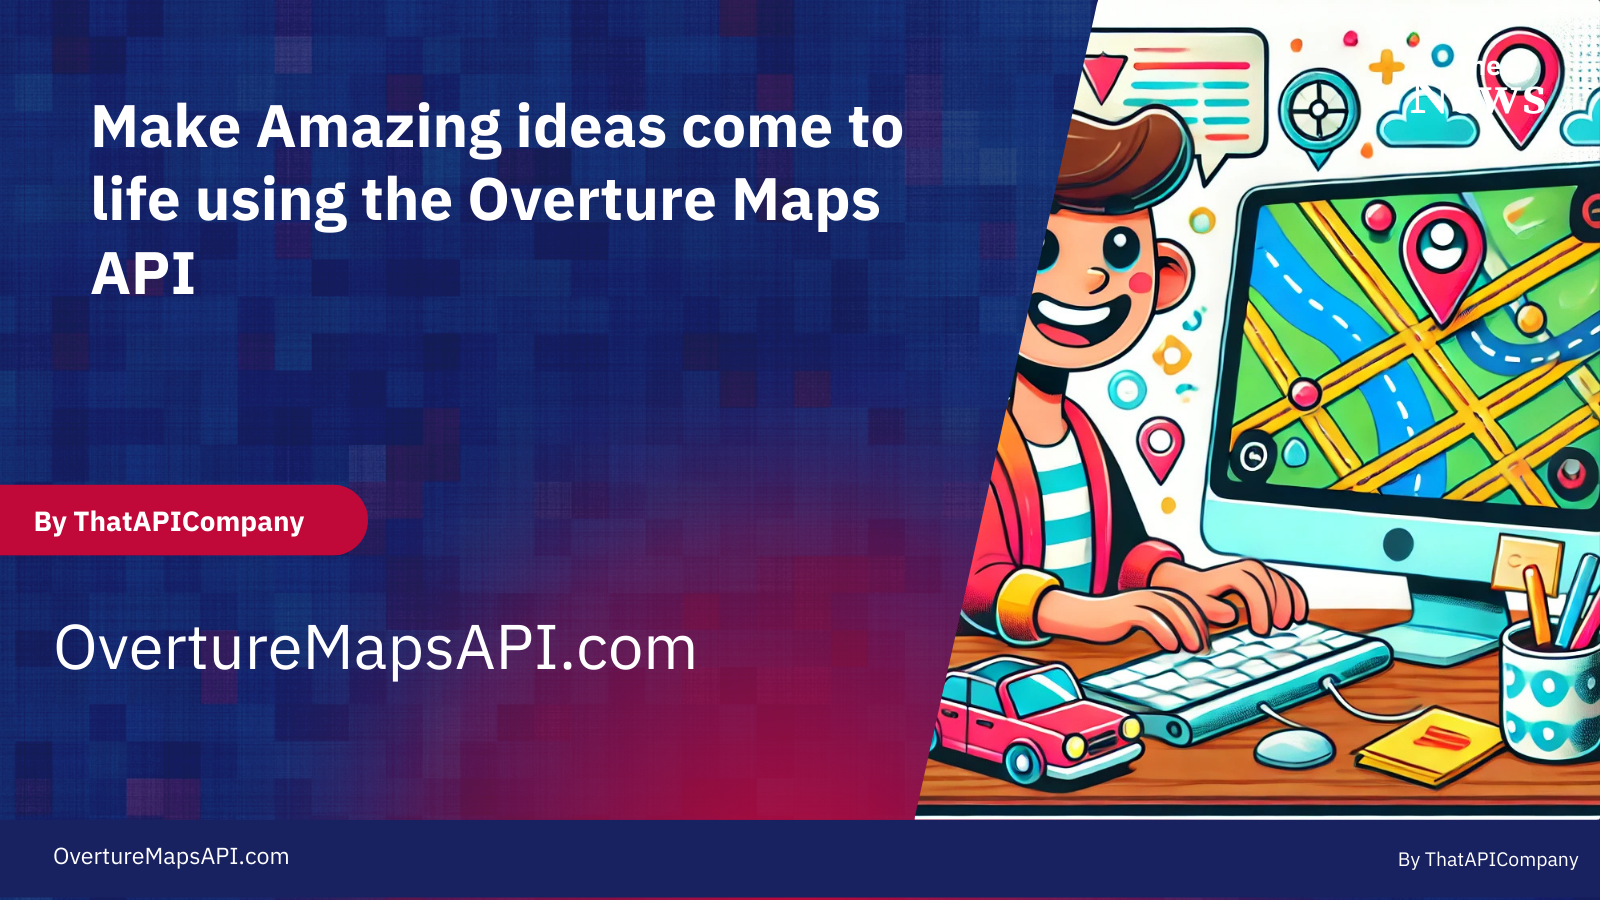 Make Amazing ideas come to
life using the Overture Maps
API
By ThatAPICompany
OvertureMapsAPI.com
News
OvertureMapsAPI.com
By ThatAPICompany